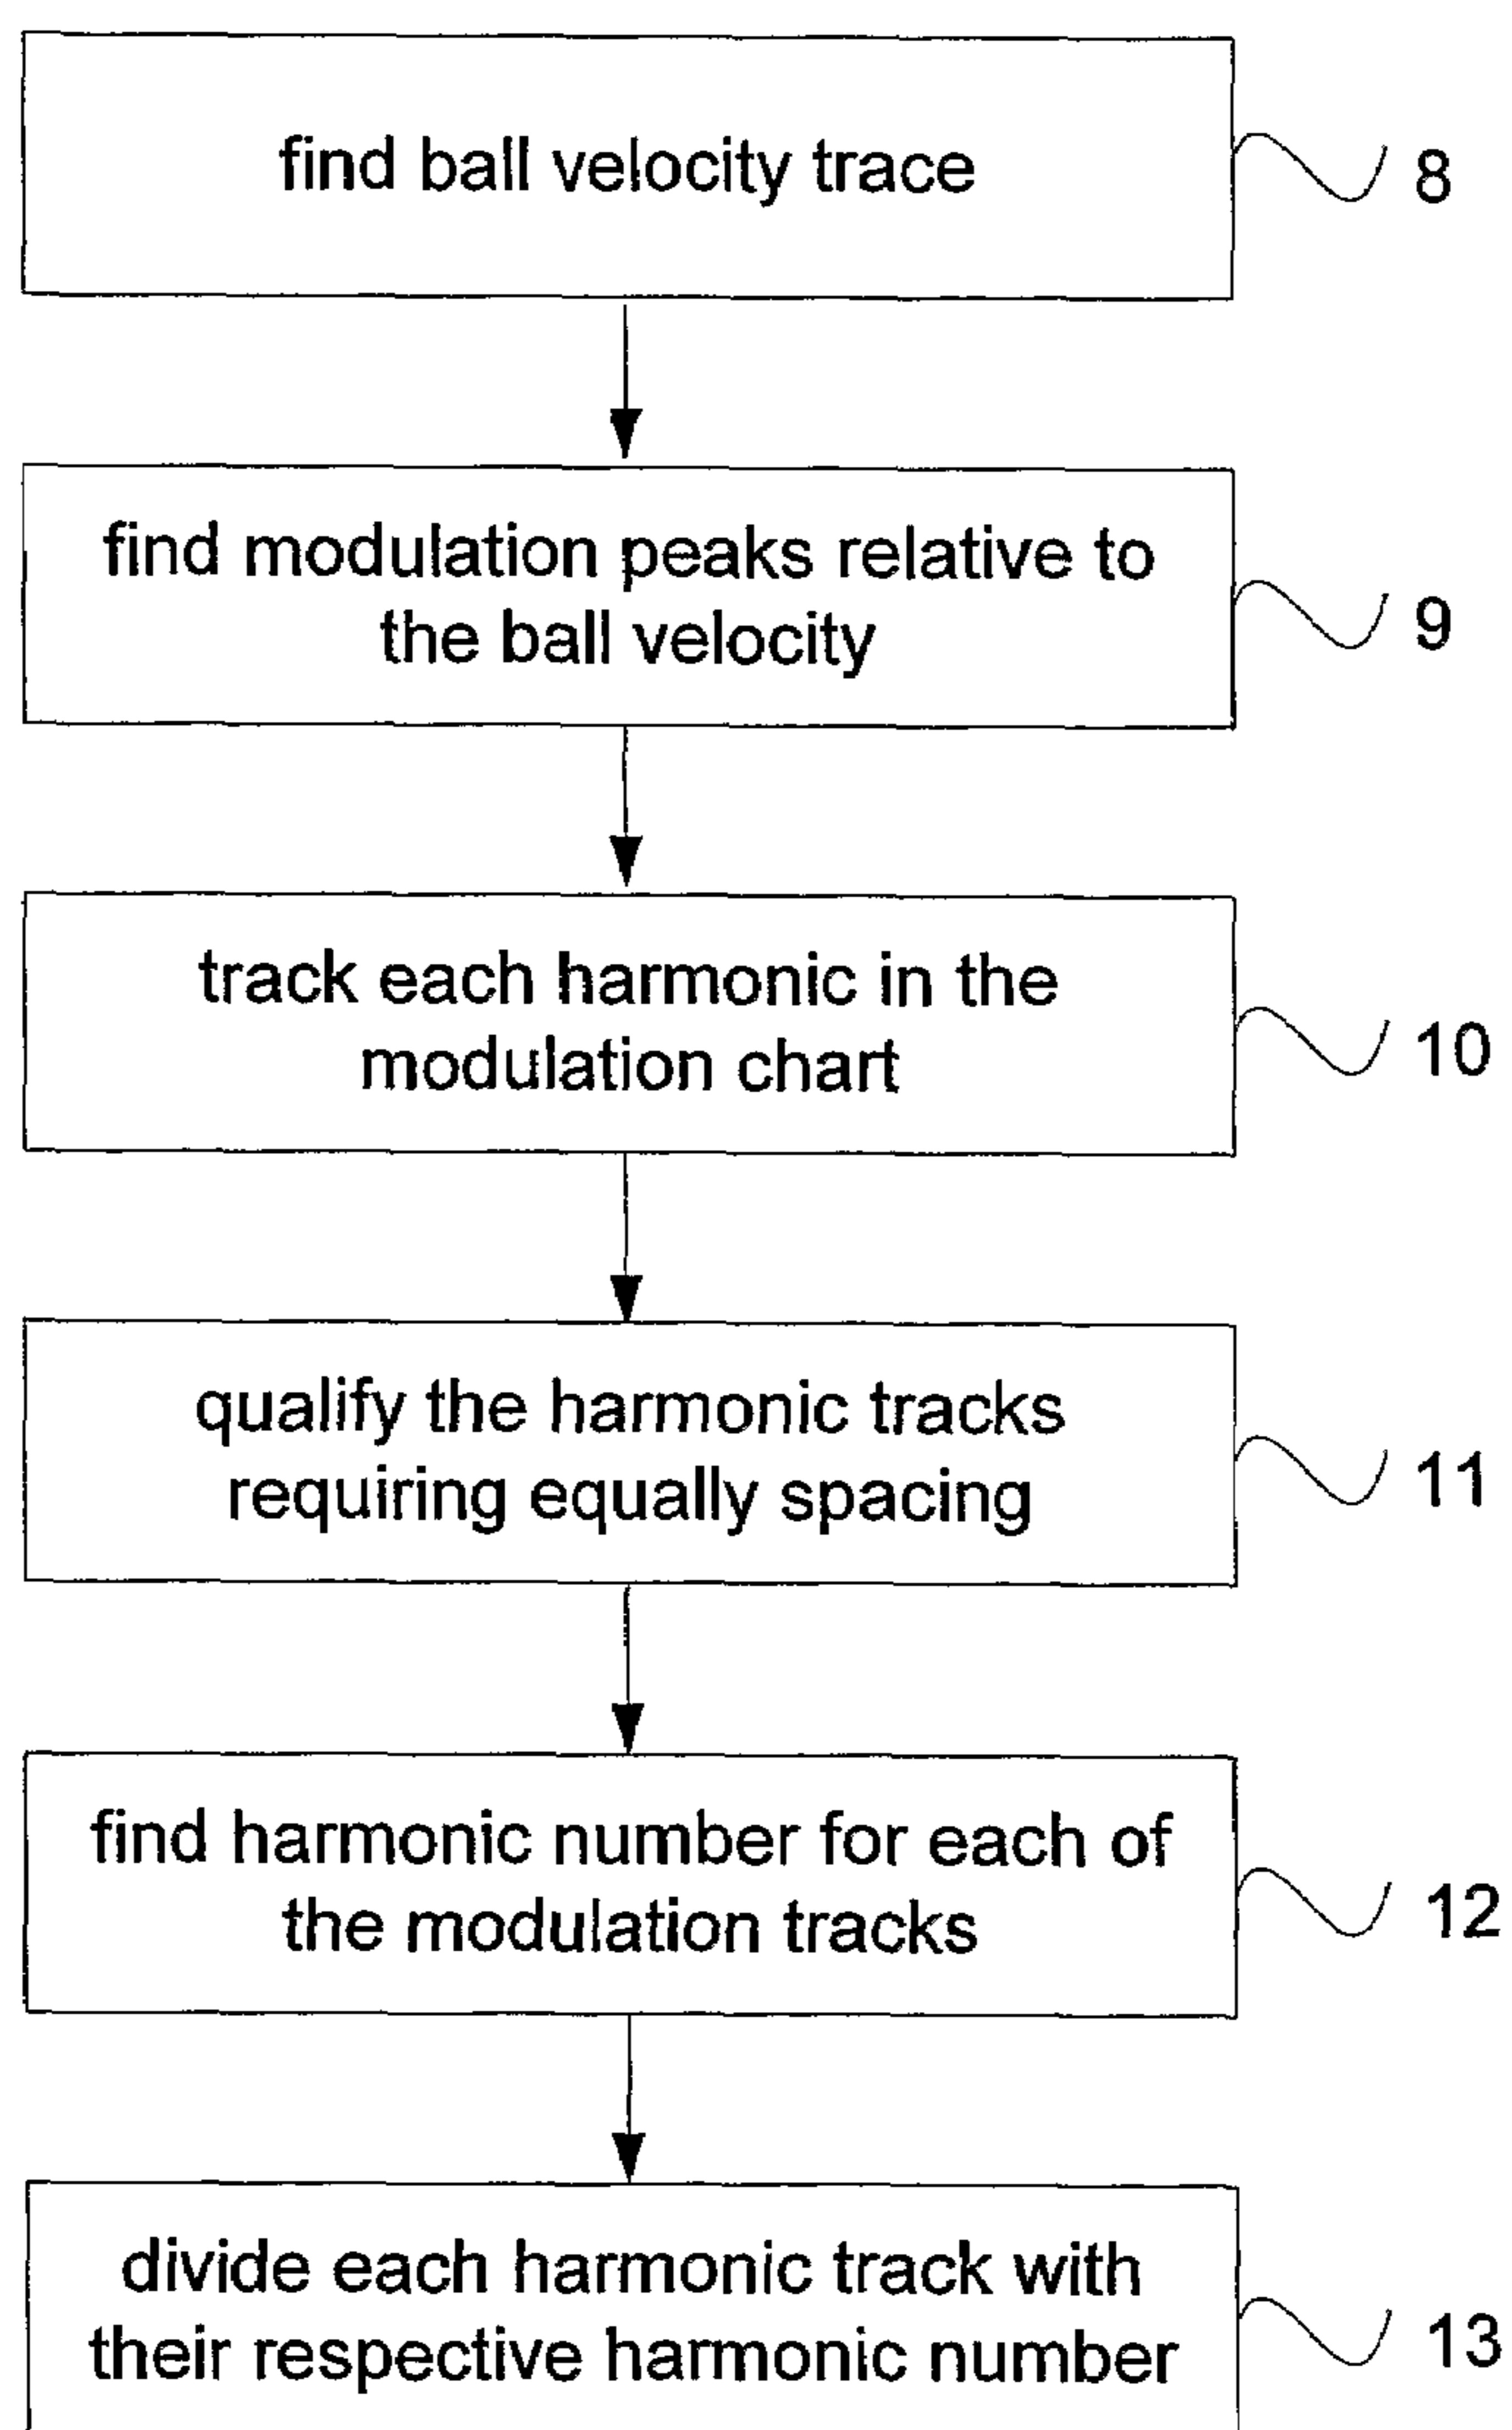 find ball velocity trace
8
find modulation peaks relative to
the ball velocity
9
track each harmonic in the
modulation chart
10
qualify the harmonic tracks
requiring equally spacing
11
find harmonic number for each of
the modulation tracks
12
divide each harmonic track with
their respective harmonic number
13